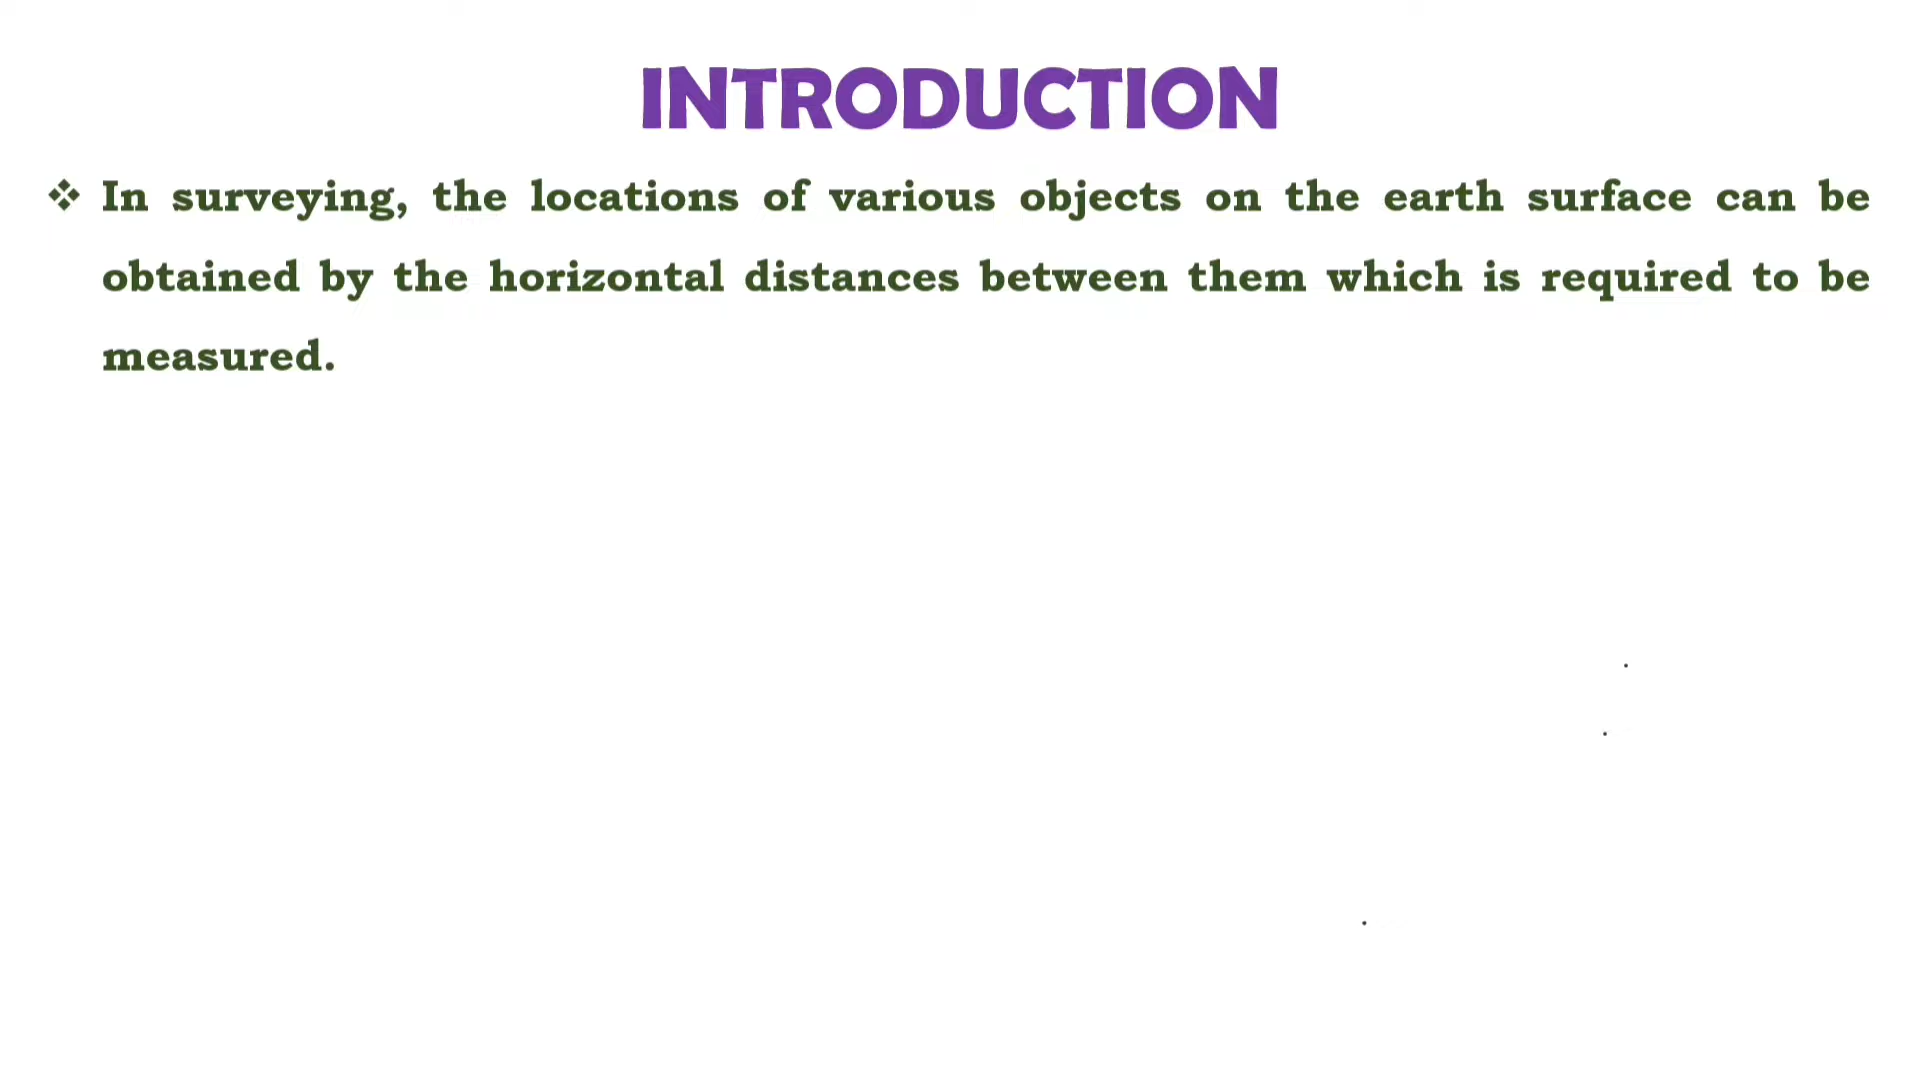 INTRODUCTION
❖ In surveying, the locations of various objects on the earth surface can be
obtained by the horizontal distances between them which is required to be
measured.